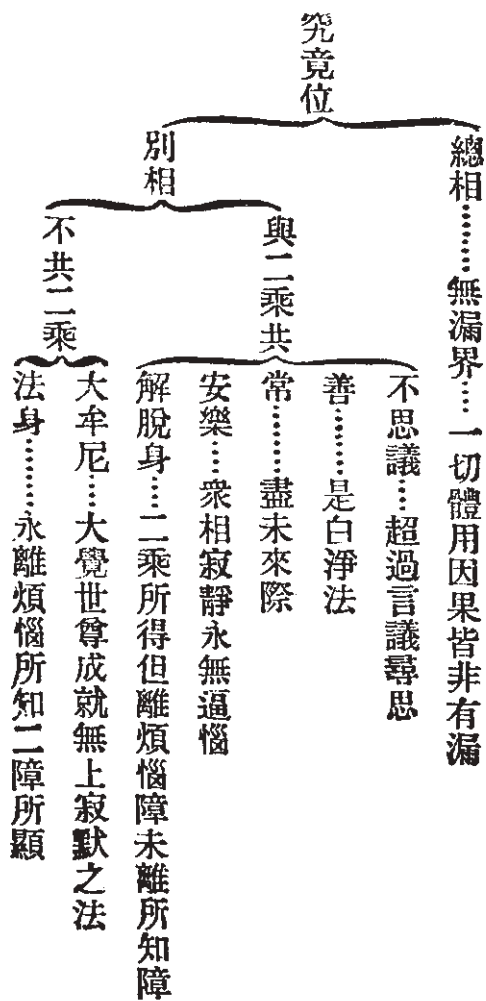 究竟位
總相………無漏界…一切體用因果皆非有漏
別相
與二乘共
不思議…超過言議尋思
善………是白淨法
常………盡未來際
安樂…衆相寂靜永無逼惱
解脫身…二乘所得但離煩惱障未離所知障
不共二乘
大牟尼…大覺世尊成就無上寂默之法
法身………永離煩惱所知二障所顯